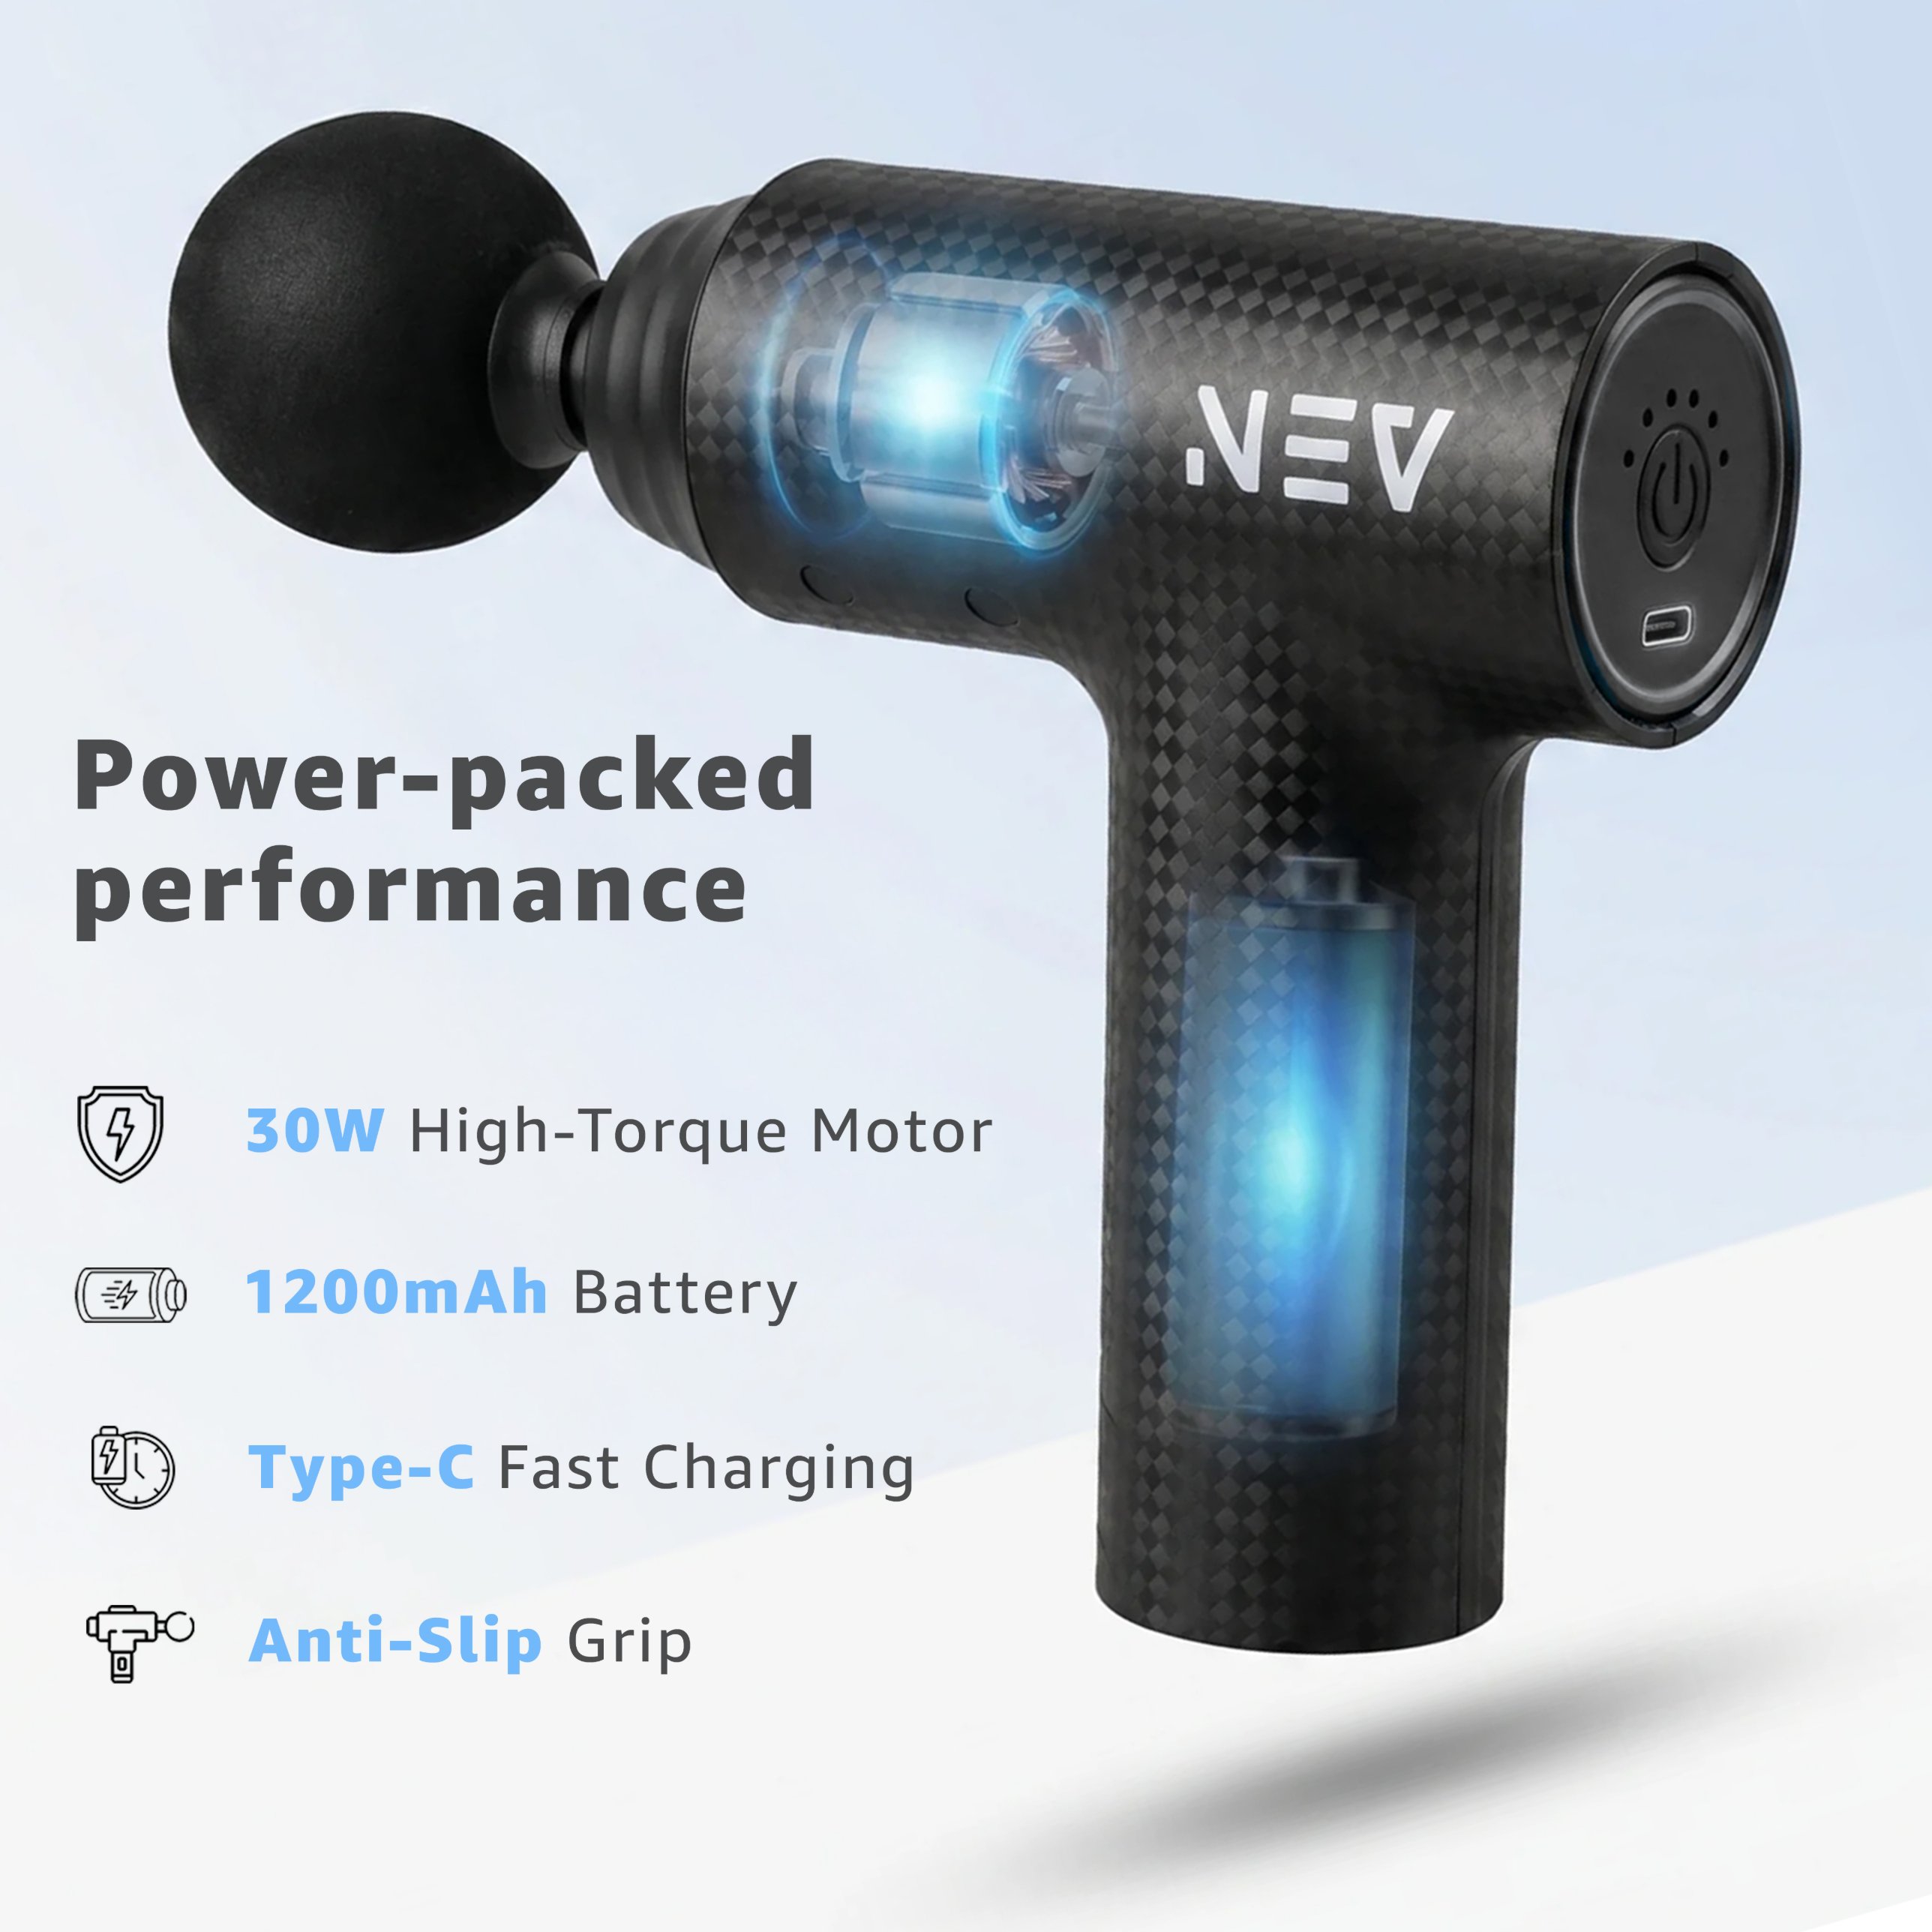 NEV
Power-packed
performance
30W High-Torque Motor
1200mAh Battery
Type-C Fast Charging
Anti-Slip Grip